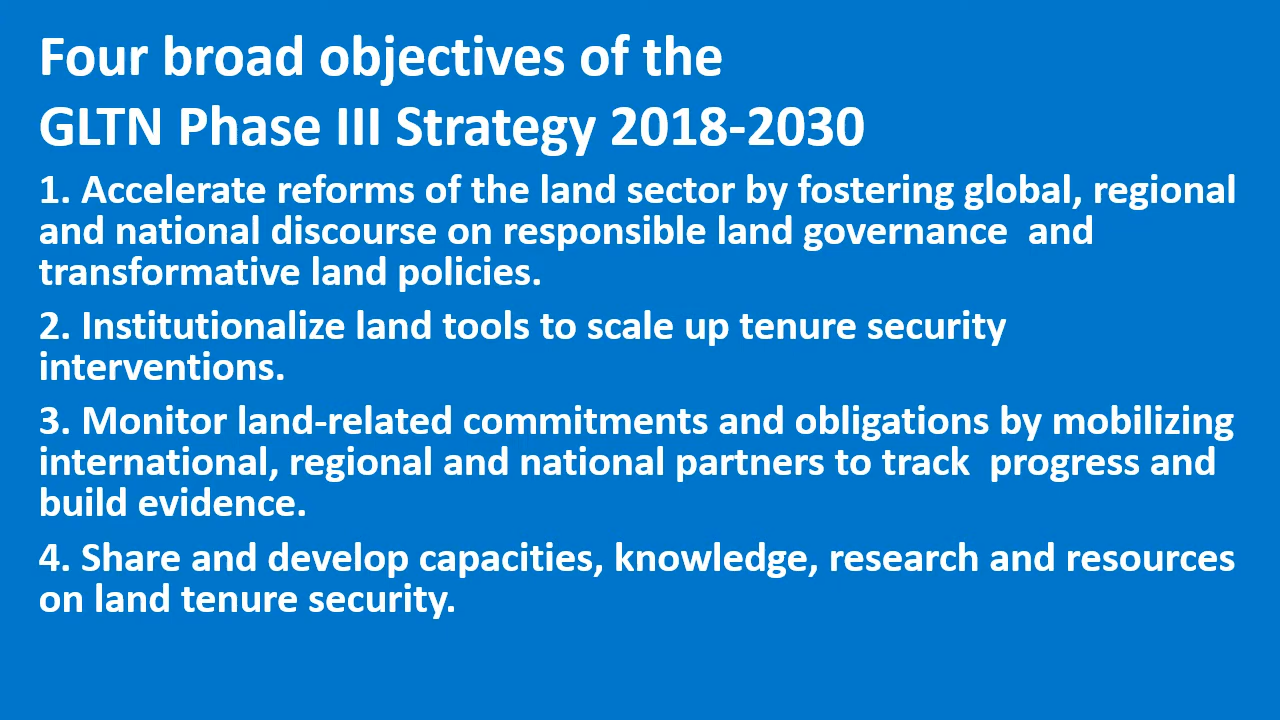 Four broad objectives of the
GLTN Phase III Strategy 2018-2030
1. Accelerate reforms of the land sector by fostering global, regional
and national discourse on responsible land governance  and
transformative land policies.
2. Institutionalize land tools to scale up tenure security
interventions.
3. Monitor land-related commitments and obligations by mobilizing
international, regional and national partners to track  progress and
build evidence.
4. Share and develop capacities, knowledge, research and resources
on land tenure security.